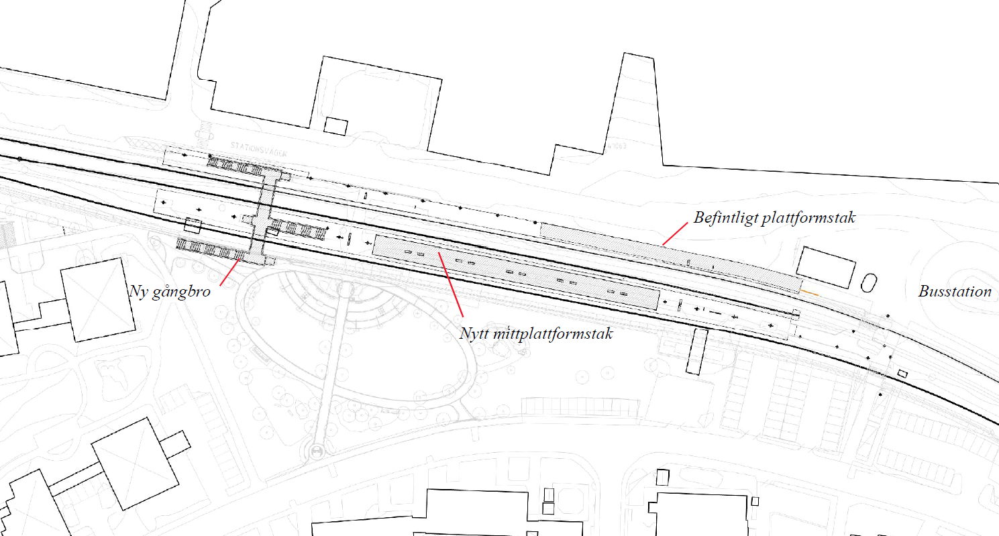 STATIONSVÄGEN
Befintligt plattformstak
Ny gångbro
Busstation
Nytt mittplattformstak